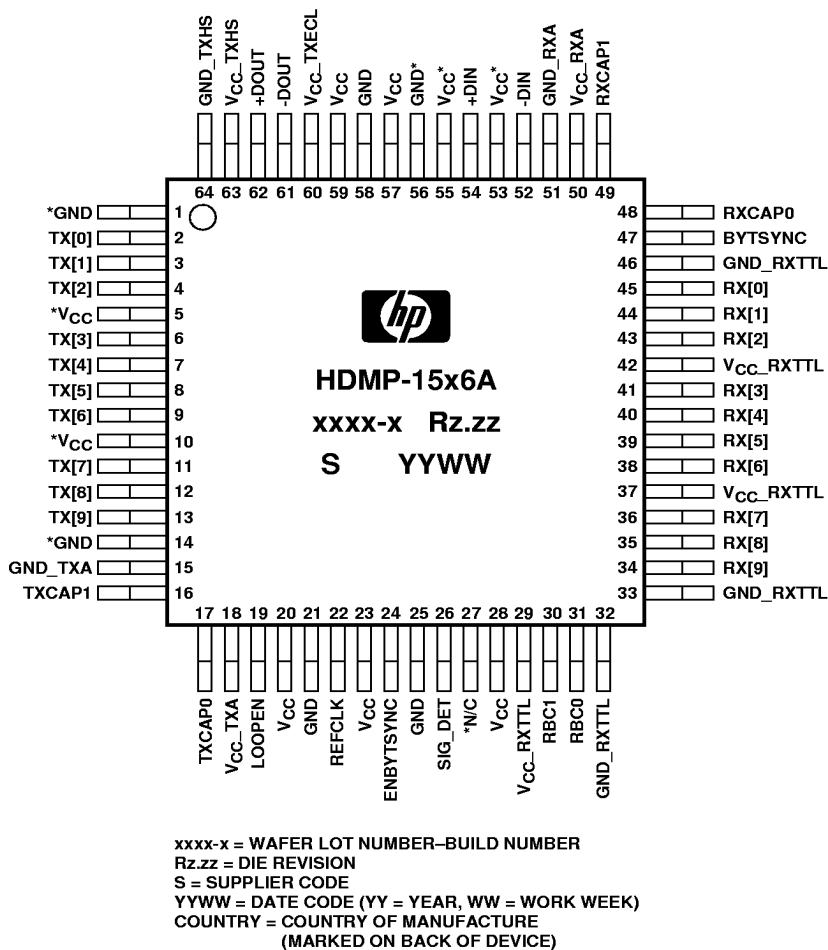 GND_TXHS
VCC_TXHS
+DOUT
-DOUT
VCC_TXECL
VCC
GND
VCC
GND*
VCC*
+DIN
VCC*
-DIN
GND_RXA
VCC_RXA
RXCAP1
64 63 62 61 60 59 58 57 56 55 54 53 52 51 50 49
*GND 1
TX[0] 2
TX[1] 3
TX[2] 4
*VCC 5
TX[3] 6
TX[4] 7
TX[5] 8
TX[6] 9
*VCC 10
TX[7] 11
TX[8] 12
TX[9] 13
*GND 14
GND_TXA 15
TXCAP1 16
hp
HDMP-15x6A
xxxx-x Rz.zz
S YYWW
48 RXCAP0
47 BYTSYNC
46 GND_RXTTL
45 RX[0]
44 RX[1]
43 RX[2]
42 VCC_RXTTL
41 RX[3]
40 RX[4]
39 RX[5]
38 RX[6]
37 VCC_RXTTL
36 RX[7]
35 RX[8]
34 RX[9]
33 GND_RXTTL
17 18 19 20 21 22 23 24 25 26 27 28 29 30 31 32
TXCAP0
VCC_TXA
LOOPEN
VCC
GND
REFCLK
VCC
ENBYTSYNC
GND
SIG_DET
*N/C
VCC
VCC_RXTTL
RBC1
RBC0
GND_RXTTL
xxxx-x = WAFER LOT NUMBER–BUILD NUMBER
Rz.zz = DIE REVISION
S = SUPPLIER CODE
YYWW = DATE CODE (YY = YEAR, WW = WORK WEEK)
COUNTRY = COUNTRY OF MANUFACTURE
(MARKED ON BACK OF DEVICE)